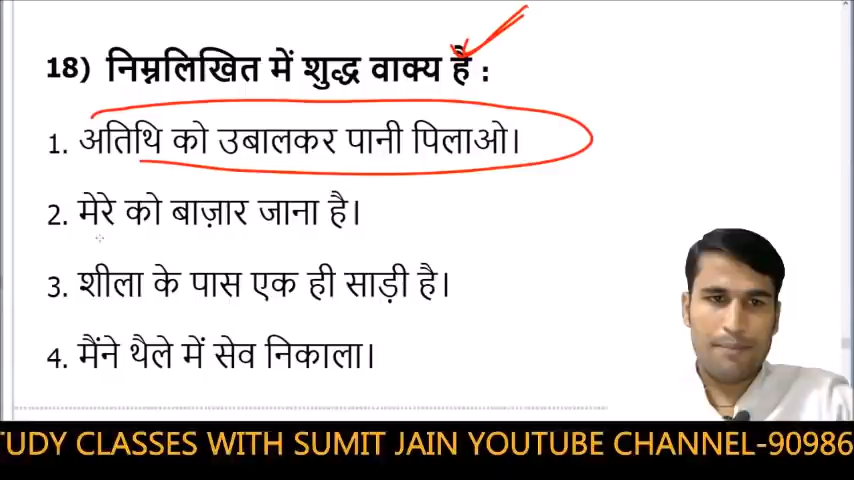 18) निम्नलिखित में शुद्ध वाक्य है :
1. अतिथि को उबालकर पानी पिलाओ।
2. मेरे को बाज़ार जाना है।
3. शीला के पास एक ही साड़ी है।
4. मैंने थैले में सेव निकाला।
TUDY CLASSES WITH SUMIT JAIN YOUTUBE CHANNEL-90986